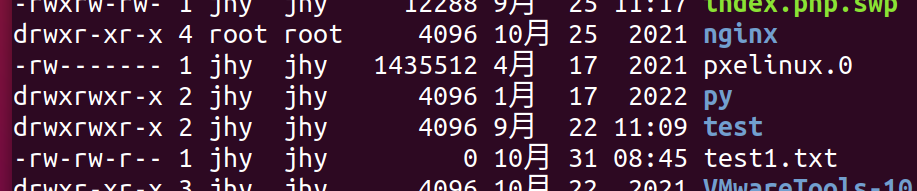 -rwxrwxrw- 1 jhy jhy 12288 9月 25 11:17 index.php.swp
drwxr-xr-x 4 root root 4096 10月 25 2021 nginx
-rw------- 1 jhy jhy 1435512 4月 17 2021 pxelinux.0
drwxrwxr-x 2 jhy jhy 4096 1月 17 2022 py
drwxrwxr-x 2 jhy jhy 4096 9月 22 11:09 test
-rw-rw-r-- 1 jhy jhy 0 10月 31 08:45 test1.txt
drwxr-xr-x 3 jhy jhy 4096 10月 22 2021 VMwareTools-10